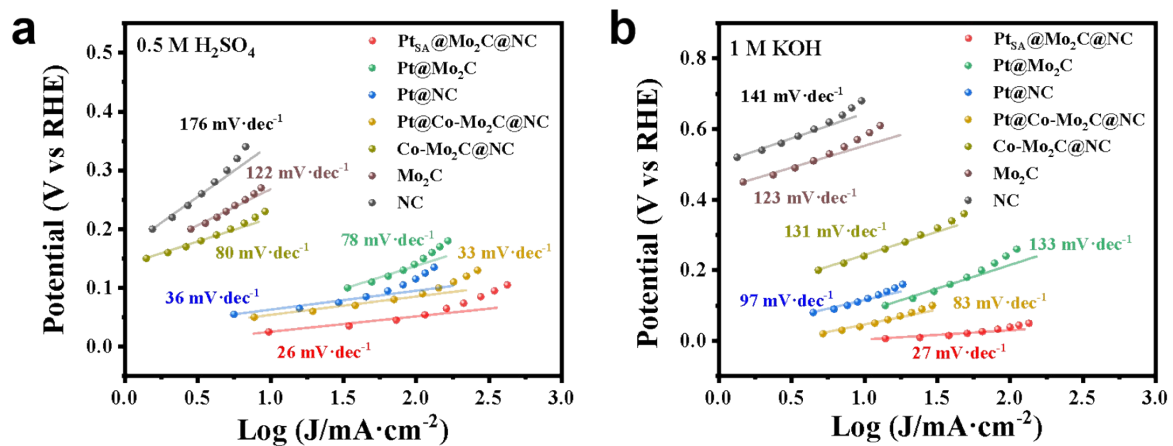 a
0.5 M H₂SO₄
Pt_SA@Mo₂C@NC
Pt@Mo₂C
Pt@NC
Pt@Co-Mo₂C@NC
Co-Mo₂C@NC
Mo₂C
NC
176 mV·dec⁻¹
122 mV·dec⁻¹
80 mV·dec⁻¹
78 mV·dec⁻¹
33 mV·dec⁻¹
36 mV·dec⁻¹
26 mV·dec⁻¹
Potential (V vs RHE)
0.5
0.4
0.3
0.2
0.1
0.0
0.0 0.5 1.0 1.5 2.0 2.5 3.0
Log (J/mA·cm⁻²)
b
1 M KOH
Pt_SA@Mo₂C@NC
Pt@Mo₂C
Pt@NC
Pt@Co-Mo₂C@NC
Co-Mo₂C@NC
Mo₂C
NC
141 mV·dec⁻¹
123 mV·dec⁻¹
131 mV·dec⁻¹
133 mV·dec⁻¹
97 mV·dec⁻¹
83 mV·dec⁻¹
27 mV·dec⁻¹
Potential (V vs RHE)
0.8
0.6
0.4
0.2
0.0
0.0 0.5 1.0 1.5 2.0 2.5 3.0
Log (J/mA·cm⁻²)